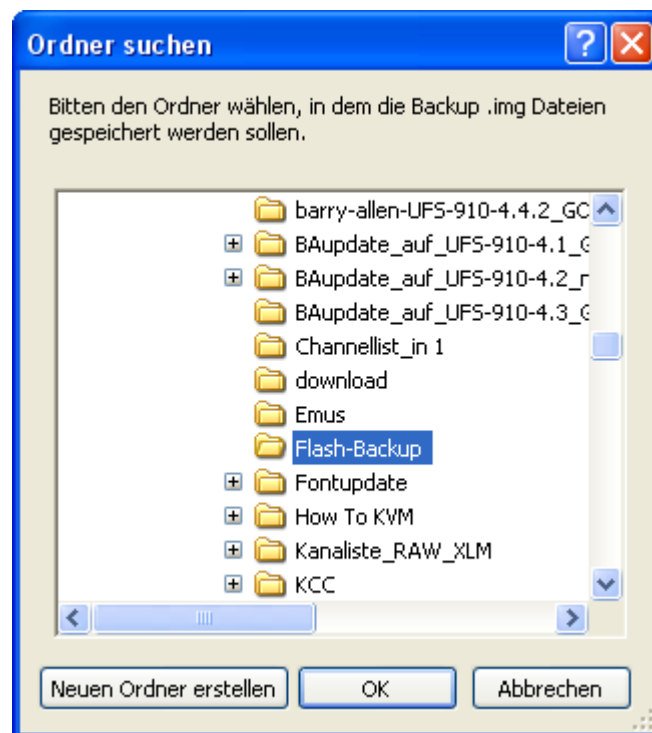 Ordner suchen
Bitten den Ordner wählen, in dem die Backup .img Dateien
gespeichert werden sollen.
barry-allen-UFS-910-4.4.2_GC
BAupdate_auf_UFS-910-4.1_G
BAupdate_auf_UFS-910-4.2_r
BAupdate_auf_UFS-910-4.3_G
Channellist_in 1
download
Emus
Flash-Backup
Fontupdate
How To KVM
Kanaliste_RAW_XLM
KCC
Neuen Ordner erstellen OK Abbrechen